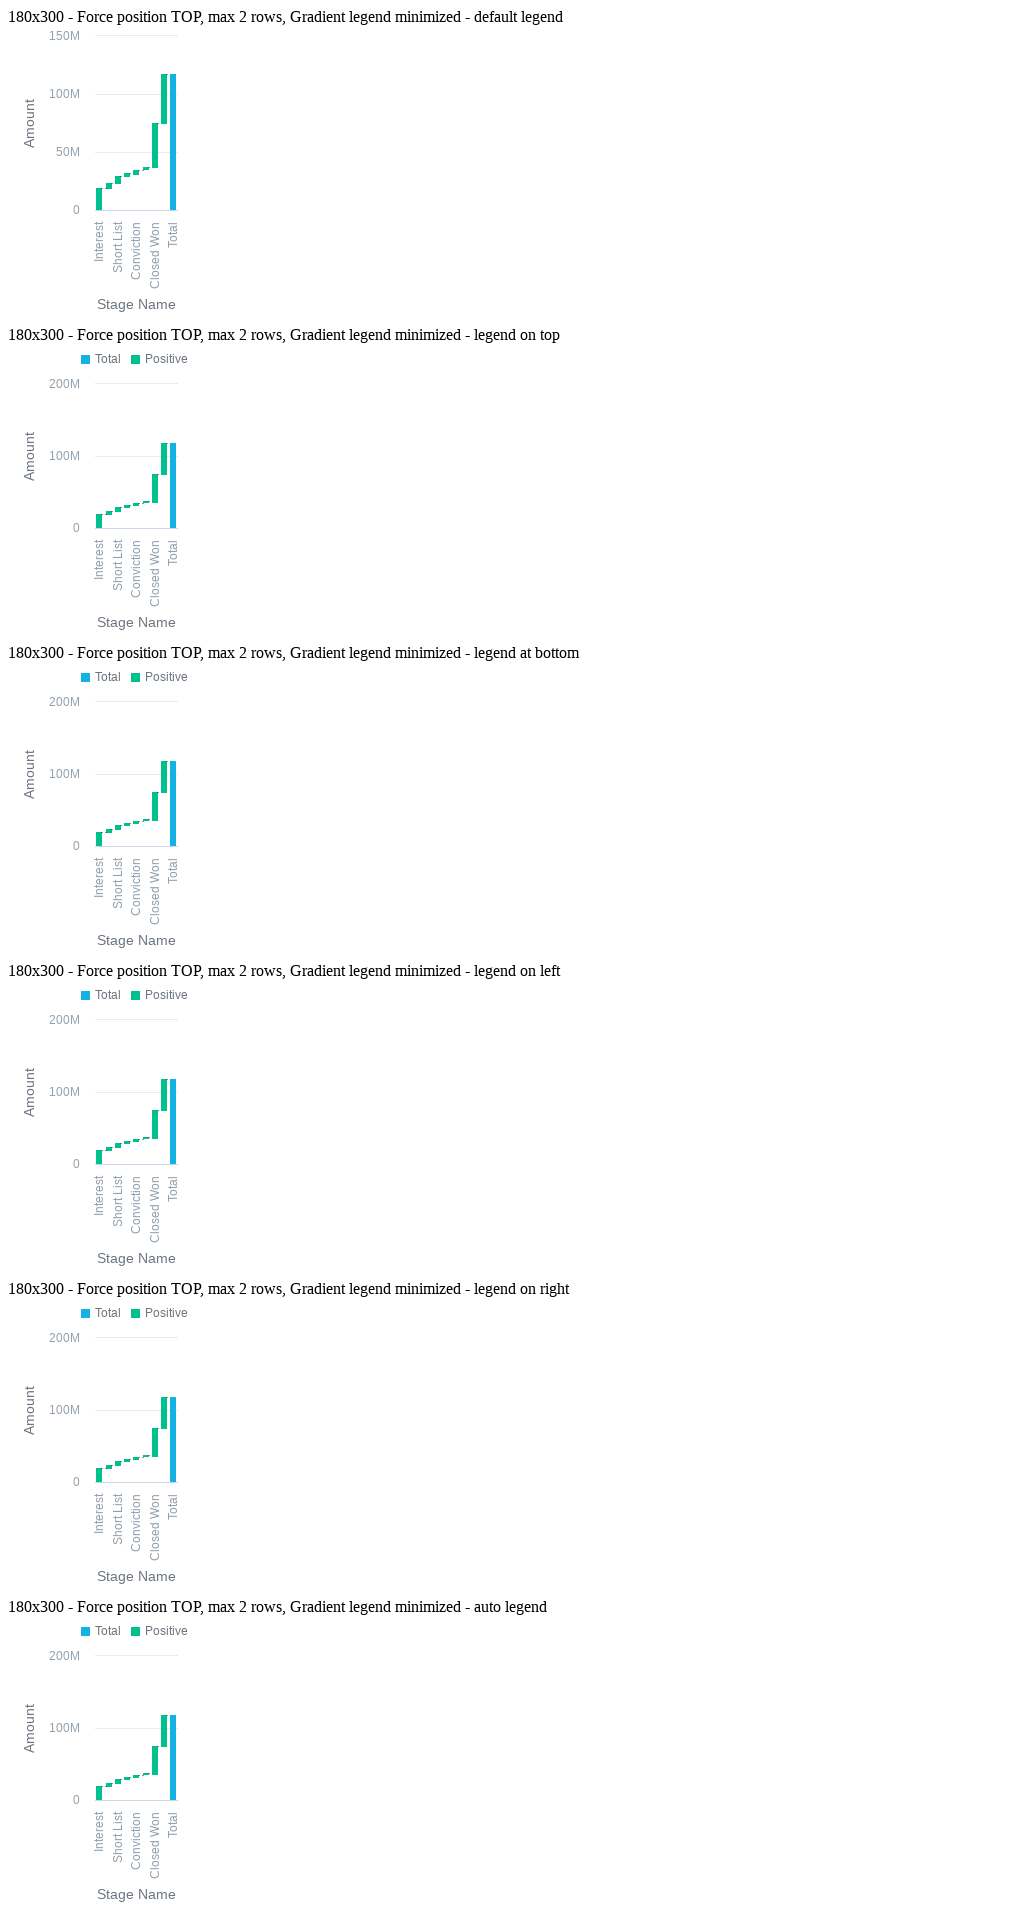 180x300 - Force position TOP, max 2 rows, Gradient legend minimized - default legend
150M
100M
50M
0
Amount
Interest
Short List
Conviction
Closed Won
Total
Stage Name
180x300 - Force position TOP, max 2 rows, Gradient legend minimized - legend on top
Total Positive
200M
100M
0
Amount
Interest
Short List
Conviction
Closed Won
Total
Stage Name
180x300 - Force position TOP, max 2 rows, Gradient legend minimized - legend at bottom
Total Positive
200M
100M
0
Amount
Interest
Short List
Conviction
Closed Won
Total
Stage Name
180x300 - Force position TOP, max 2 rows, Gradient legend minimized - legend on left
Total Positive
200M
100M
0
Amount
Interest
Short List
Conviction
Closed Won
Total
Stage Name
180x300 - Force position TOP, max 2 rows, Gradient legend minimized - legend on right
Total Positive
200M
100M
0
Amount
Interest
Short List
Conviction
Closed Won
Total
Stage Name
180x300 - Force position TOP, max 2 rows, Gradient legend minimized - auto legend
Total Positive
200M
100M
0
Amount
Interest
Short List
Conviction
Closed Won
Total
Stage Name